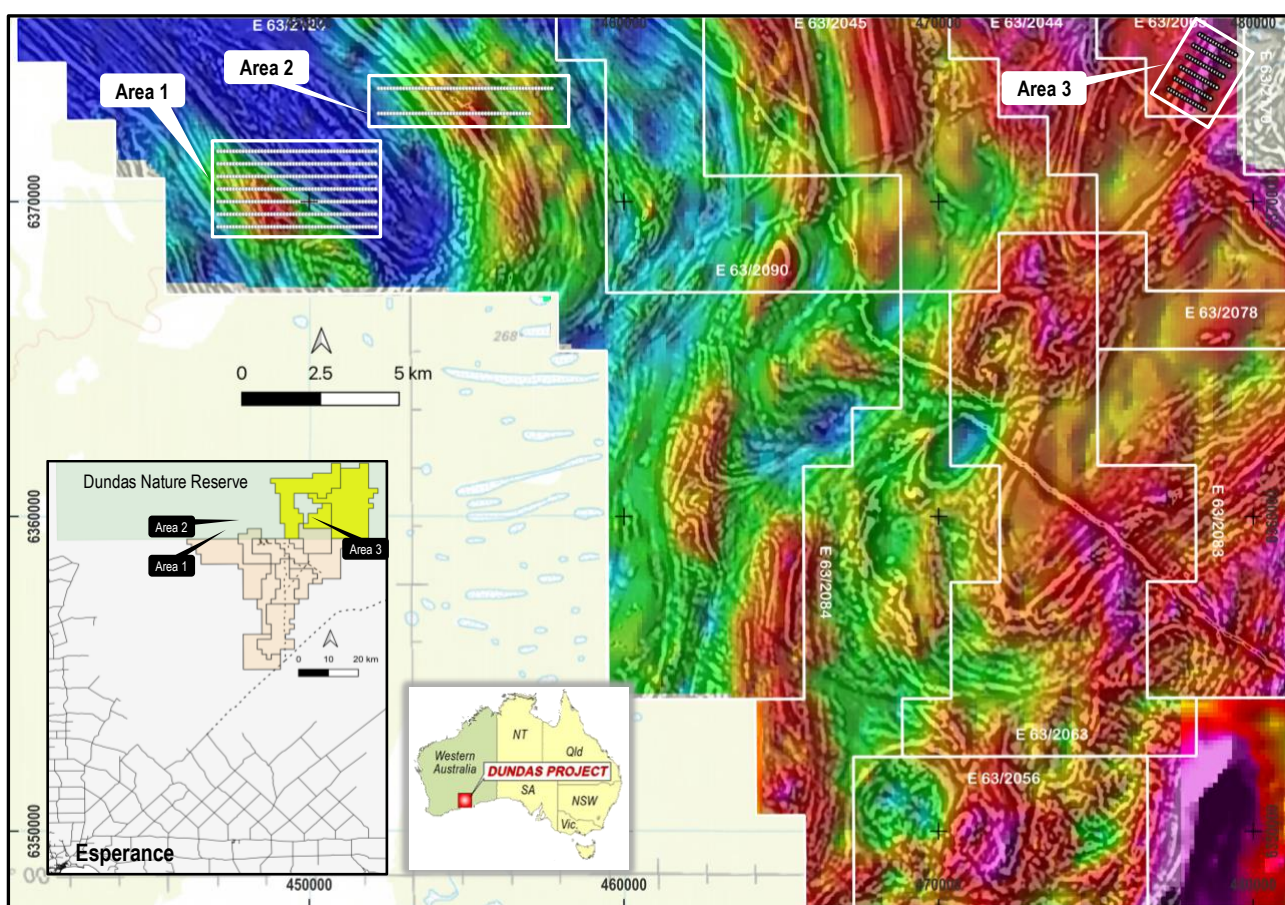 460000
470000
480000
E 63/2045
E 63/2044
Area 2
Area 1
Area 3
6370000
E 63/2090
E 63/2078
268
0 2.5 5 km
Dundas Nature Reserve
Area 2
Area 1
Area 3
0 10 20 km
6360000
E 63/2083
E 63/2084
NT
Qld
Western
Australia
DUNDAS PROJECT
SA
NSW
Vic.
E 63/2063
E 63/2056
6350000
Esperance
450000
460000
470000
480000